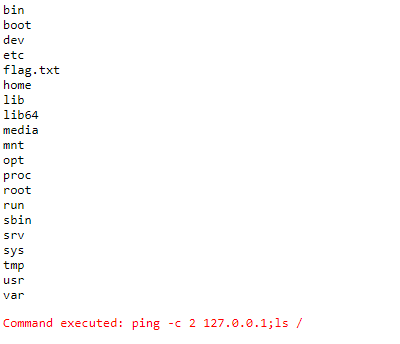 bin
boot
dev
etc
flag.txt
home
lib
lib64
media
mnt
opt
proc
root
run
sbin
srv
sys
tmp
usr
var
Command executed: ping -c 2 127.0.0.1;ls /